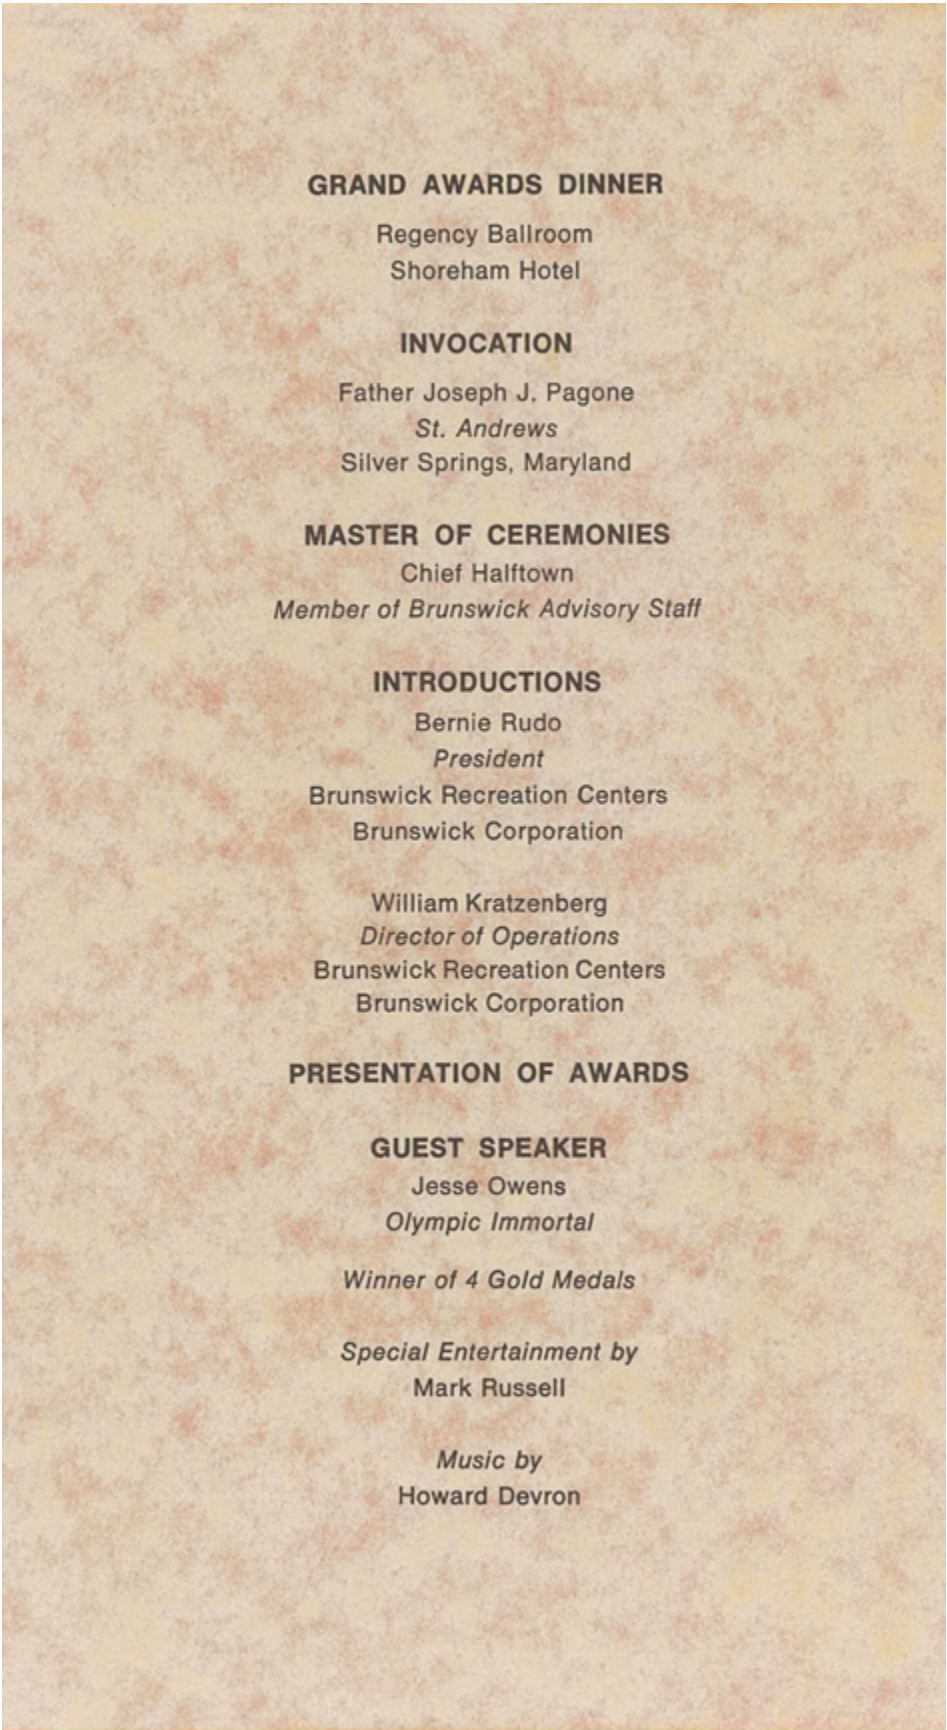 GRAND AWARDS DINNER
Regency Ballroom
Shoreham Hotel
INVOCATION
Father Joseph J. Pagone
St. Andrews
Silver Springs, Maryland
MASTER OF CEREMONIES
Chief Halftown
Member of Brunswick Advisory Staff
INTRODUCTIONS
Bernie Rudo
President
Brunswick Recreation Centers
Brunswick Corporation
William Kratzenberg
Director of Operations
Brunswick Recreation Centers
Brunswick Corporation
PRESENTATION OF AWARDS
GUEST SPEAKER
Jesse Owens
Olympic Immortal
Winner of 4 Gold Medals
Special Entertainment by
Mark Russell
Music by
Howard Devron